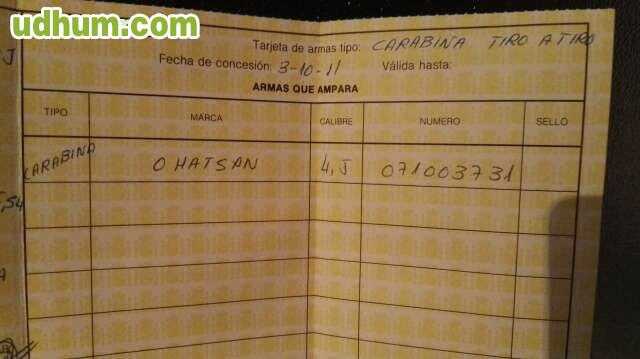 udhum.com
Tarjeta de armas tipo: CARABINA TIRO A TIRO
Fecha de concesión: 3-10-11 Válida hasta:
ARMAS QUE AMPARA
TIPO MARCA CALIBRE NUMERO SELLO
CARABINA O HATSAN 4,J 071003731